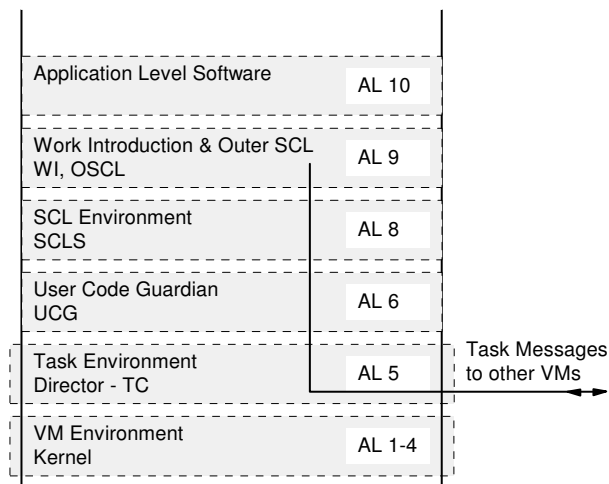 Application Level Software
AL 10
Work Introduction & Outer SCL
WI, OSCL
AL 9
SCL Environment
SCLS
AL 8
User Code Guardian
UCG
AL 6
Task Environment
Director - TC
AL 5
Task Messages
to other VMs
VM Environment
Kernel
AL 1-4